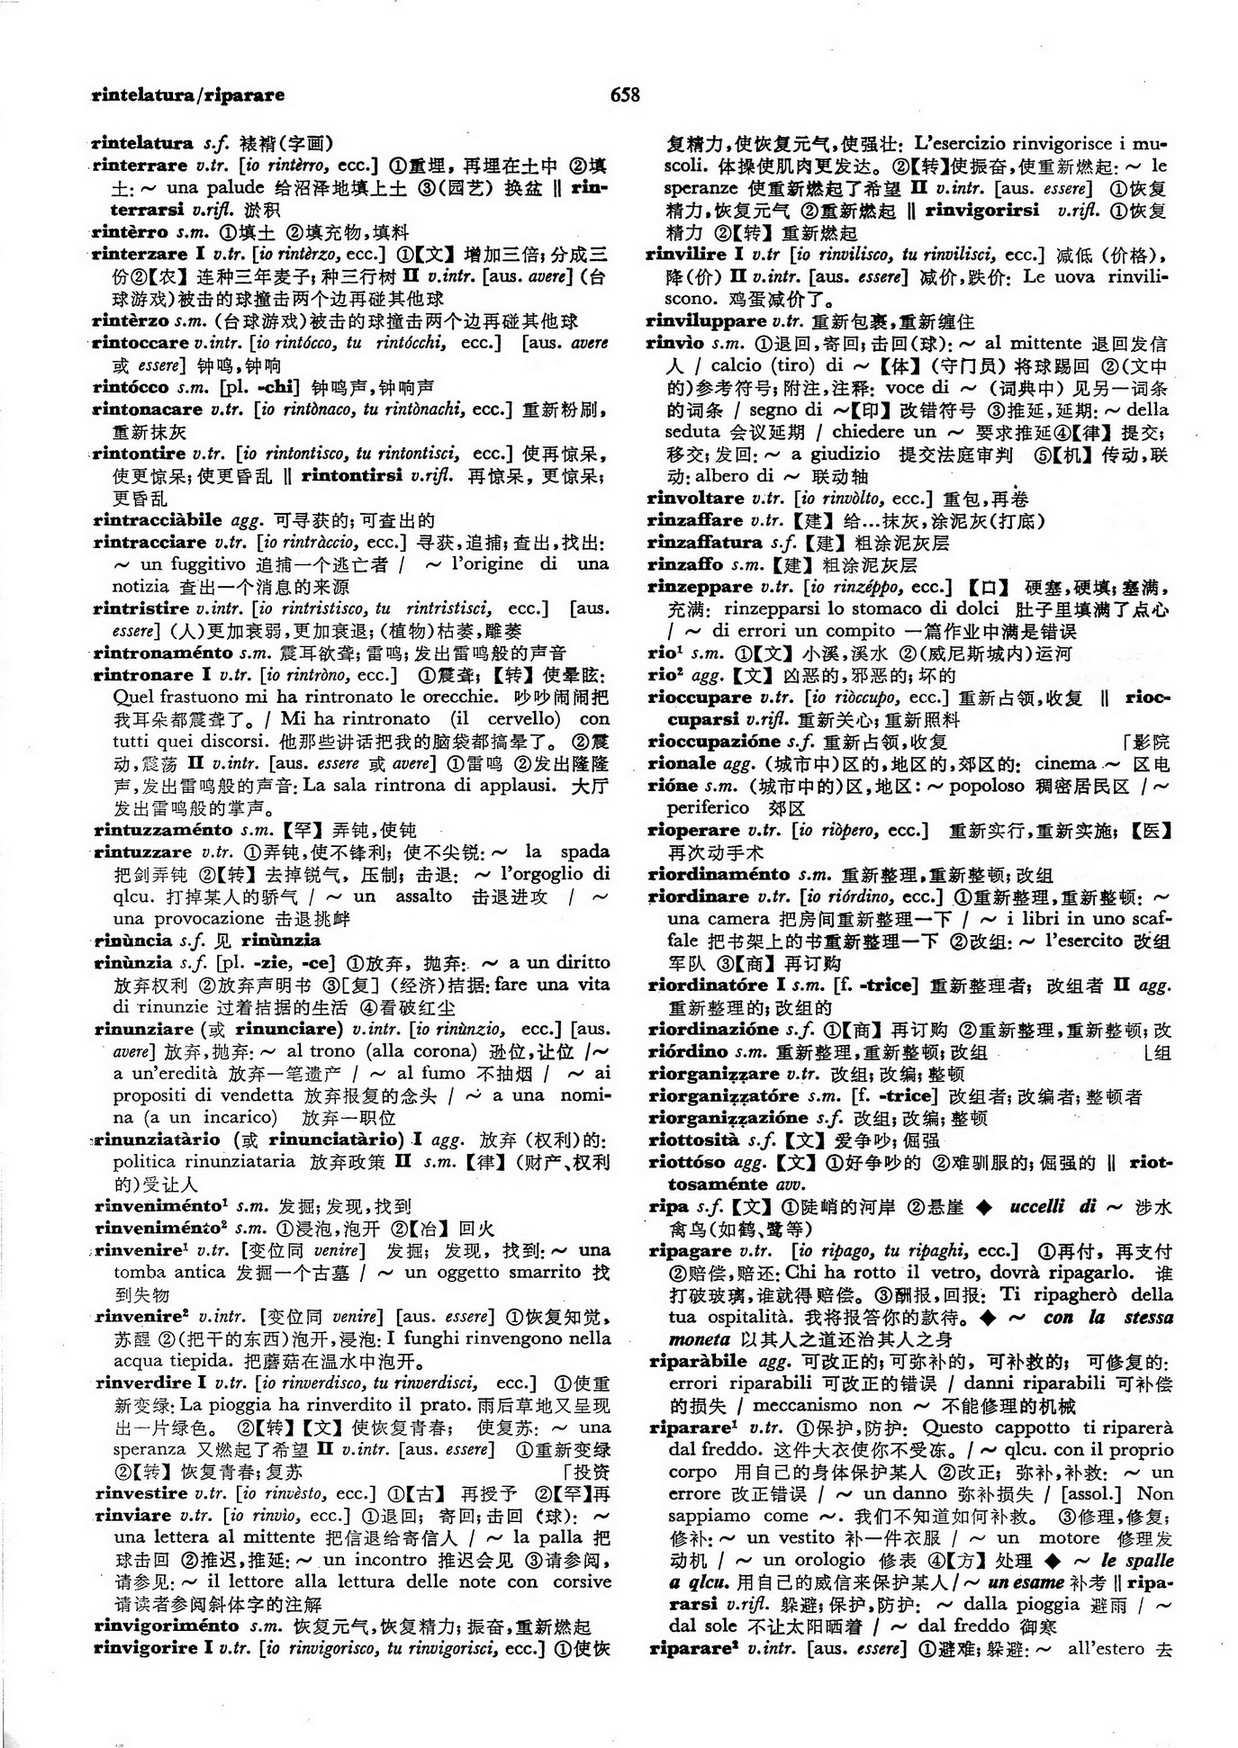 rintelatura/riparare
658
rintelatura s.f. 裱褙(字画)
rinterrare v.tr. [io rintèrro, ecc.] ①重埋，再埋在土中 ②填
土: ～ una palude 给沼泽地填上土 ③(园艺) 换盆 ‖ rin-
terrarsi v.rifl. 淤积
rintèrro s.m. ①填土 ②填充物,填料
rinterzare I v.tr. [io rintèrzo, ecc.] ①【文】增加三倍; 分成三
份②【农】连种三年麦子; 种三行树 II v.intr. [aus. avere] (台
球游戏)被击的球撞击两个边再碰其他球
rintèrzo s.m. (台球游戏)被击的球撞击两个边再碰其他球
rintoccare v.intr. [io rintócco, tu rintócchi, ecc.] [aus. avere
或 essere] 钟鸣,钟响
rintócco s.m. [pl. -chi] 钟鸣声,钟响声
rintonacare v.tr. [io rintònaco, tu rintònachi, ecc.] 重新粉刷，
重新抹灰
rintontire v.tr. [io rintontisco, tu rintontisci, ecc.] 使再惊呆，
使更惊呆; 使更昏乱 ‖ rintontirsi v.rifl. 再惊呆，更惊呆;
更昏乱
rintracciàbile agg. 可寻获的; 可查出的
rintracciare v.tr. [io rintràccio, ecc.] 寻获,追捕; 查出,找出:
～ un fuggitivo 追捕一个逃亡者 / ～ l'origine di una
notizia 查出一个消息的来源
rintristire v.intr. [io rintristisco, tu rintristisci, ecc.] [aus.
essere] (人)更加衰弱,更加衰退; (植物)枯萎,雕萎
rintronaménto s.m. 震耳欲聋; 雷鸣; 发出雷鸣般的声音
rintronare I v.tr. [io rintròno, ecc.] ①震聋; 【转】使晕眩:
Quel frastuono mi ha rintronato le orecchie. 吵吵闹闹把
我耳朵都震聋了。/ Mi ha rintronato (il cervello) con
tutti quei discorsi. 他那些讲话把我的脑袋都搞晕了。 ②震
动,震荡 II v.intr. [aus. essere 或 avere] ①雷鸣 ②发出隆隆
声,发出雷鸣般的声音: La sala rintrona di applausi. 大厅
发出雷鸣般的掌声。
rintuzzaménto s.m.【罕】弄钝,使钝
rintuzzare v.tr. ①弄钝,使不锋利; 使不尖锐: ～ la spada
把剑弄钝 ②【转】去掉锐气，压制; 击退: ～ l'orgoglio di
qlcu. 打掉某人的骄气 / ～ un assalto 击退进攻 / ～
una provocazione 击退挑衅
rinùncia s.f. 见 rinùnzia
rinùnzia s.f. [pl. -zie, -ce] ①放弃，抛弃: ～ a un diritto
放弃权利 ②放弃声明书 ③[复] (经济)拮据: fare una vita
di rinunzie 过着拮据的生活 ④看破红尘
rinunziare (或 rinunciare) v.intr. [io rinùnzio, ecc.] [aus.
avere] 放弃,抛弃: ～ al trono (alla corona) 逊位,让位 /～
a un'eredità 放弃一笔遗产 / ～ al fumo 不抽烟 / ～ ai
propositi di vendetta 放弃报复的念头 / ～ a una nomi-
na (a un incarico) 放弃一职位
rinunziatàrio (或 rinunciatàrio) I agg. 放弃 (权利)的:
politica rinunziataria 放弃政策 II s.m.【律】(财产、权利
的)受让人
rinveniménto¹ s.m. 发掘; 发现,找到
rinveniménto² s.m. ①浸泡,泡开 ②【冶】回火
rinvenire¹ v.tr. [变位同 venire] 发掘; 发现，找到: ～ una
tomba antica 发掘一个古墓 / ～ un oggetto smarrito 找
到失物
rinvenire² v.intr. [变位同 venire] [aus. essere] ①恢复知觉，
苏醒 ②(把干的东西)泡开,浸泡: I funghi rinvengono nella
acqua tiepida. 把蘑菇在温水中泡开。
rinverdire I v.tr. [io rinverdisco, tu rinverdisci, ecc.] ①使重
新变绿: La pioggia ha rinverdito il prato. 雨后草地又呈现
出一片绿色。 ②【转】【文】使恢复青春; 使复苏: ～ una
speranza 又燃起了希望 II v.intr. [aus. essere] ①重新变绿
②【转】恢复青春; 复苏 「投资
rinvestire v.tr. [io rinvèsto, ecc.] ①【古】再授予 ②【罕】再
rinviare v.tr. [io rinvìo, ecc.] ①退回; 寄回; 击回 (球): ～
una lettera al mittente 把信退给寄信人 / ～ la palla 把
球击回 ②推迟,推延: ～ un incontro 推迟会见 ③请参阅，
请参见: ～ il lettore alla lettura delle note con corsive
请读者参阅斜体字的注解
rinvigoriménto s.m. 恢复元气,恢复精力; 振奋,重新燃起
rinvigorire I v.tr. [io rinvigorisco, tu rinvigorisci, ecc.] ①使恢
复精力,使恢复元气,使强壮: L'esercizio rinvigorisce i mu-
scoli. 体操使肌肉更发达。②【转】使振奋,使重新燃起: ～ le
speranze 使重新燃起了希望 II v.intr. [aus. essere] ①恢复
精力,恢复元气 ②重新燃起 ‖ rinvigorirsi v.rifl. ①恢复
精力 ②【转】重新燃起
rinvilire I v.tr [io rinvilisco, tu rinvilisci, ecc.] 减低 (价格)，
降(价) II v.intr. [aus. essere] 减价,跌价: Le uova rinvili-
scono. 鸡蛋减价了。
rinviluppare v.tr. 重新包裹,重新缠住
rinvìo s.m. ①退回,寄回; 击回(球): ～ al mittente 退回发信
人 / calcio (tiro) di ～【体】(守门员) 将球踢回 ②(文中
的)参考符号; 附注,注释: voce di ～ (词典中) 见另一词条
的词条 / segno di ～【印】改错符号 ③推延,延期: ～ della
seduta 会议延期 / chiedere un ～ 要求推延④【律】提交;
移交; 发回: ～ a giudizio 提交法庭审判 ⑤【机】传动,联
动: albero di ～ 联动轴
rinvoltare v.tr. [io rinvòlto, ecc.] 重包,再卷
rinzaffare v.tr.【建】给…抹灰,涂泥灰(打底)
rinzaffatura s.f.【建】粗涂泥灰层
rinzaffo s.m.【建】粗涂泥灰层
rinzeppare v.tr. [io rinzéppo, ecc.] 【口】硬塞,硬填; 塞满，
充满: rinzepparsi lo stomaco di dolci 肚子里填满了点心
/ ～ di errori un compito 一篇作业中满是错误
rio¹ s.m. ①【文】小溪,溪水 ②(威尼斯城内)运河
rio² agg.【文】凶恶的,邪恶的; 坏的
rioccupare v.tr. [io riòccupo, ecc.] 重新占领,收复 ‖ rioc-
cuparsi v.rifl. 重新关心; 重新照料
rioccupazióne s.f. 重新占领,收复 「影院
rionale agg. (城市中)区的,地区的,郊区的: cinema ～ 区电
rióne s.m. (城市中的)区,地区: ～ popoloso 稠密居民区 / ～
periferico 郊区
rioperare v.tr. [io riòpero, ecc.] 重新实行,重新实施; 【医】
再次动手术
riordinaménto s.m. 重新整理,重新整顿; 改组
riordinare v.tr. [io riórdino, ecc.] ①重新整理,重新整顿: ～
una camera 把房间重新整理一下 / ～ i libri in uno scaf-
fale 把书架上的书重新整理一下 ②改组: ～ l'esercito 改组
军队 ③【商】再订购
riordinatóre I s.m. [f. -trice] 重新整理者; 改组者 II agg.
重新整理的; 改组的
riordinazióne s.f. ①【商】再订购 ②重新整理,重新整顿; 改
riórdino s.m. 重新整理,重新整顿; 改组 ⌊组
riorganiẓẓare v.tr. 改组; 改编; 整顿
riorganiẓẓatóre s.m. [f. -trice] 改组者; 改编者; 整顿者
riorganiẓẓazióne s.f. 改组; 改编; 整顿
riottosità s.f.【文】爱争吵; 倔强
riottóso agg.【文】①好争吵的 ②难驯服的; 倔强的 ‖ riot-
tosaménte avv.
ripa s.f.【文】①陡峭的河岸 ②悬崖 ◆ uccelli di ～ 涉水
禽鸟(如鹤、鹭等)
ripagare v.tr. [io ripago, tu ripaghi, ecc.] ①再付，再支付
②赔偿,赔还: Chi ha rotto il vetro, dovrà ripagarlo. 谁
打破玻璃,谁就得赔偿。③酬报,回报: Ti ripagherò della
tua ospitalità. 我将报答你的款待。◆ ～ con la stessa
moneta 以其人之道还治其人之身
riparàbile agg. 可改正的; 可弥补的，可补救的; 可修复的:
errori riparabili 可改正的错误 / danni riparabili 可补偿
的损失 / meccanismo non ～ 不能修理的机械
riparare¹ v.tr. ①保护,防护: Questo cappotto ti riparerà
dal freddo. 这件大衣使你不受冻。/ ～ qlcu. con il proprio
corpo 用自己的身体保护某人 ②改正; 弥补,补救: ～ un
errore 改正错误 / ～ un danno 弥补损失 / [assol.] Non
sappiamo come ～. 我们不知道如何补救。 ③修理,修复;
修补: ～ un vestito 补一件衣服 / ～ un motore 修理发
动机 / ～ un orologio 修表 ④【方】处理 ◆ ～ le spalle
a qlcu. 用自己的威信来保护某人/ ～ un esame 补考 ‖ ripa-
rarsi v.rifl. 躲避; 保护,防护: ～ dalla pioggia 避雨 / ～
dal sole 不让太阳晒着 / ～ dal freddo 御寒
riparare² v.intr. [aus. essere] ①避难; 躲避: ～ all'estero 去